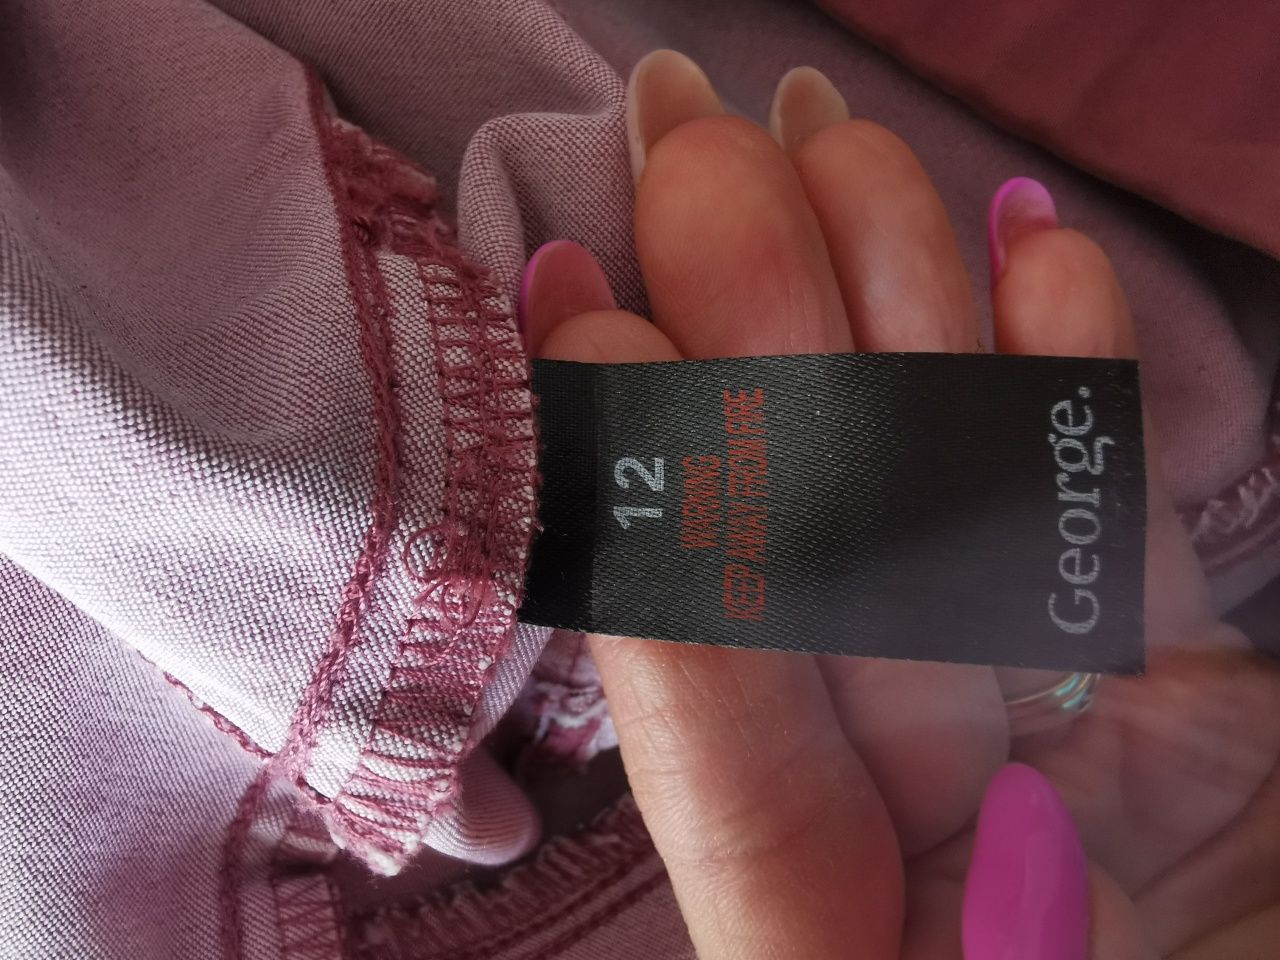 12
WARNING
KEEP AWAY FROM FIRE
George.